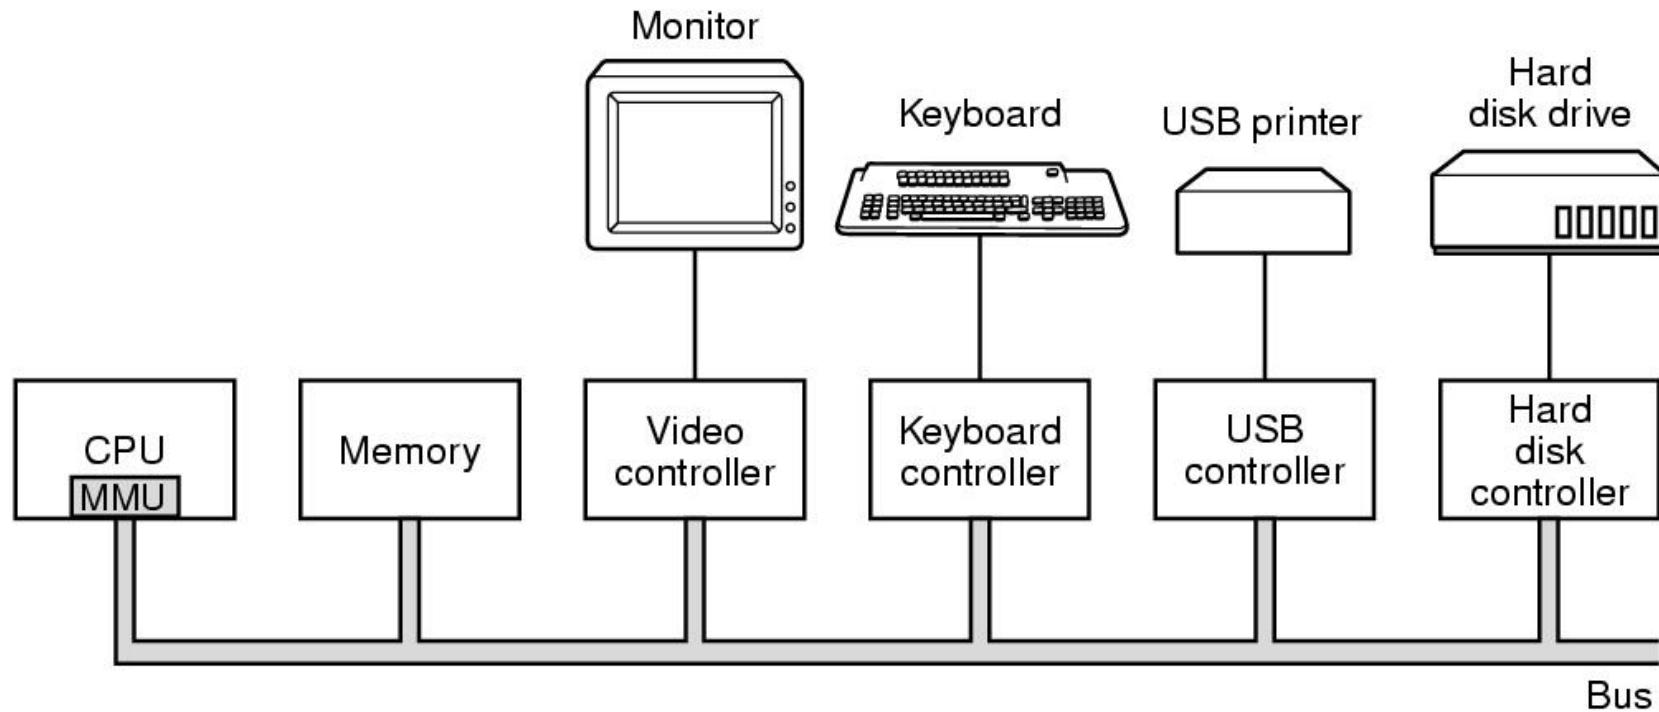 Monitor
Keyboard
USB printer
Hard
disk drive
CPU
MMU
Memory
Video
controller
Keyboard
controller
USB
controller
Hard
disk
controller
Bus